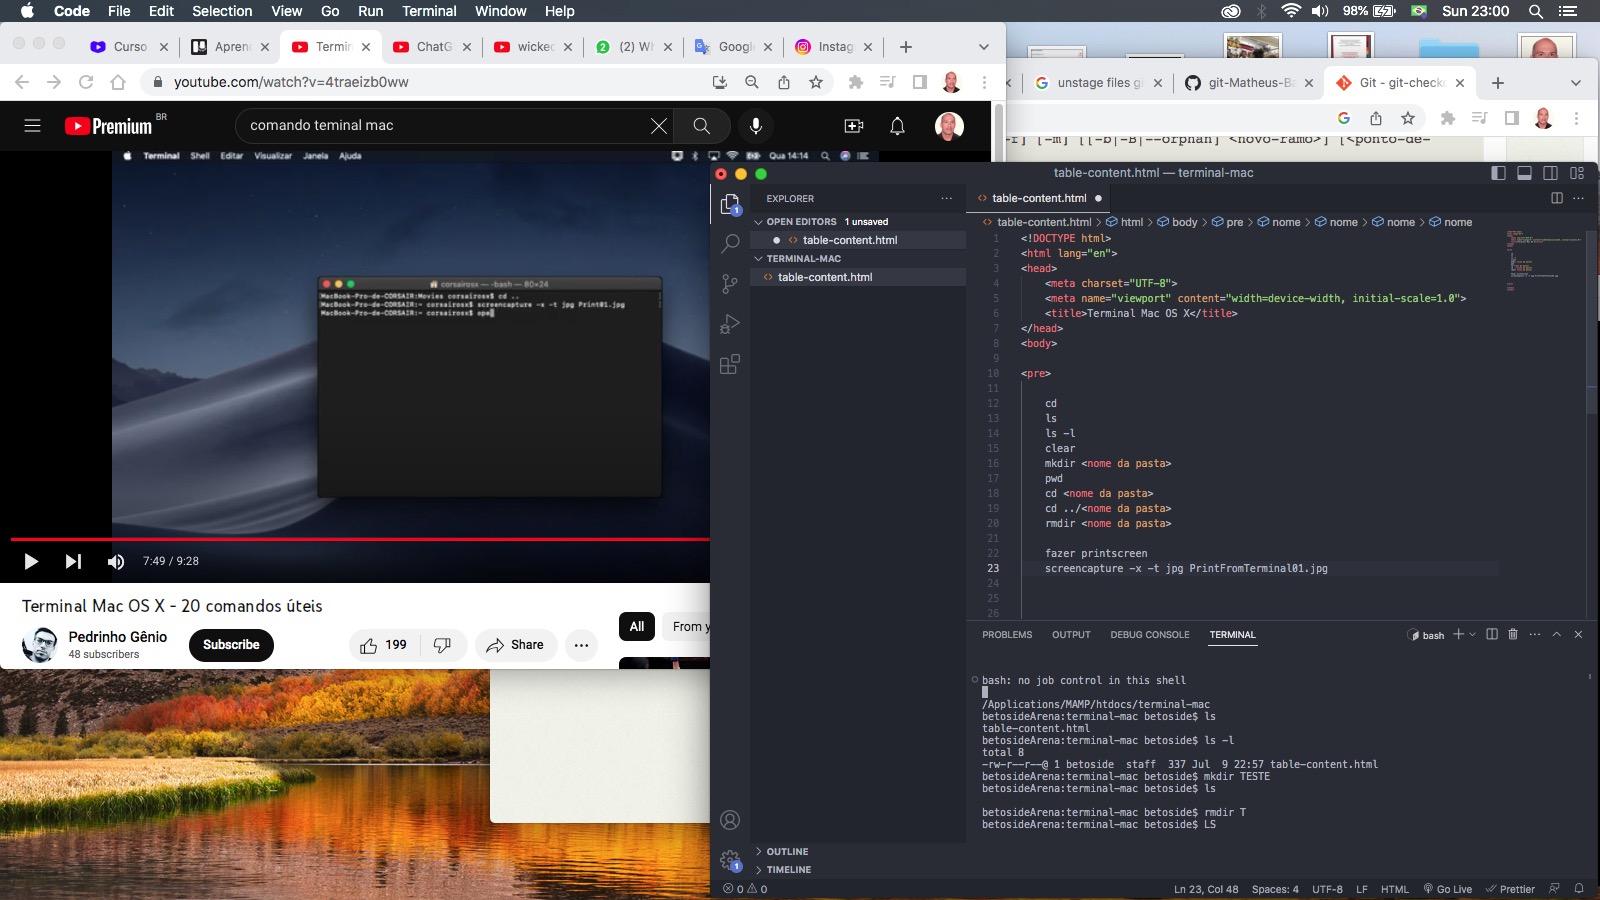 Code File Edit Selection View Go Run Terminal Window Help 98% Sun 23:00
Curso Apren Termin ChatG wicked (2) Wh Googl Instag
youtube.com/watch?v=4traeizb0ww
unstage files gi git-Matheus-Ba Git - git-checko
-f] [-m] [[-b|-B|--orphan] <novo-ramo>] [<ponto-de-
Premium BR
comando teminal mac
Terminal Shell Editar Visualizar Janela Ajuda Qua 14:14
corsairosx — -bash — 80×24
MacBook-Pro-de-CORSAIR:Movies corsairosx$ cd ..
MacBook-Pro-de-CORSAIR:~ corsairosx$ screencapture -x -t jpg Print01.jpg
MacBook-Pro-de-CORSAIR:~ corsairosx$ ope
7:49 / 9:28
Terminal Mac OS X - 20 comandos úteis
Pedrinho Gênio
48 subscribers
Subscribe
199
Share
All
From y
table-content.html — terminal-mac
EXPLORER
OPEN EDITORS 1 unsaved
table-content.html
TERMINAL-MAC
table-content.html
OUTLINE
TIMELINE
table-content.html
table-content.html > html > body > pre > nome > nome > nome > nome
1 <!DOCTYPE html>
2 <html lang="en">
3 <head>
4 <meta charset="UTF-8">
5 <meta name="viewport" content="width=device-width, initial-scale=1.0">
6 <title>Terminal Mac OS X</title>
7 </head>
8 <body>
9
10 <pre>
11
12 cd
13 ls
14 ls -l
15 clear
16 mkdir <nome da pasta>
17 pwd
18 cd <nome da pasta>
19 cd ../<nome da pasta>
20 rmdir <nome da pasta>
21
22 fazer printscreen
23 screencapture -x -t jpg PrintFromTerminal01.jpg
24
25
26
PROBLEMS OUTPUT DEBUG CONSOLE TERMINAL bash
bash: no job control in this shell
/Applications/MAMP/htdocs/terminal-mac
betosideArena:terminal-mac betoside$ ls
table-content.html
betosideArena:terminal-mac betoside$ ls -l
total 8
-rw-r--r--@ 1 betoside staff 337 Jul 9 22:57 table-content.html
betosideArena:terminal-mac betoside$ mkdir TESTE
betosideArena:terminal-mac betoside$ ls
betosideArena:terminal-mac betoside$ rmdir T
betosideArena:terminal-mac betoside$ LS
0 0 Ln 23, Col 48 Spaces: 4 UTF-8 LF HTML Go Live Prettier